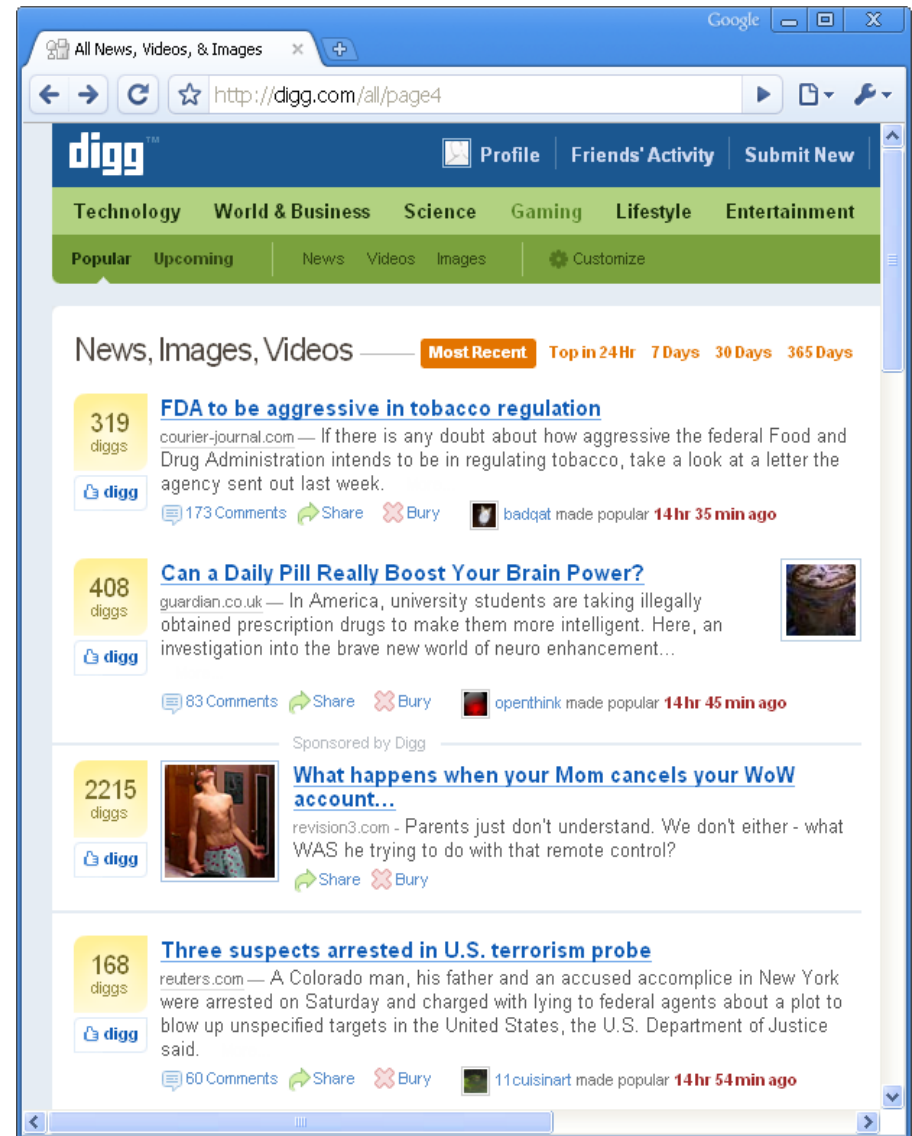 Google
All News, Videos, & Images
http://digg.com/all/page4
digg™
Profile Friends' Activity Submit New
Technology World & Business Science Gaming Lifestyle Entertainment
Popular Upcoming News Videos Images Customize
News, Images, Videos Most Recent Top in 24 Hr 7 Days 30 Days 365 Days
319
diggs
digg
FDA to be aggressive in tobacco regulation
courier-journal.com — If there is any doubt about how aggressive the federal Food and
Drug Administration intends to be in regulating tobacco, take a look at a letter the
agency sent out last week.
173 Comments Share Bury badqat made popular 14 hr 35 min ago
408
diggs
digg
Can a Daily Pill Really Boost Your Brain Power?
guardian.co.uk — In America, university students are taking illegally
obtained prescription drugs to make them more intelligent. Here, an
investigation into the brave new world of neuro enhancement...
83 Comments Share Bury openthink made popular 14 hr 45 min ago
Sponsored by Digg
2215
diggs
digg
What happens when your Mom cancels your WoW
account...
revision3.com - Parents just don't understand. We don't either - what
WAS he trying to do with that remote control?
Share Bury
168
diggs
digg
Three suspects arrested in U.S. terrorism probe
reuters.com — A Colorado man, his father and an accused accomplice in New York
were arrested on Saturday and charged with lying to federal agents about a plot to
blow up unspecified targets in the United States, the U.S. Department of Justice
said.
60 Comments Share Bury 11cuisinart made popular 14 hr 54 min ago